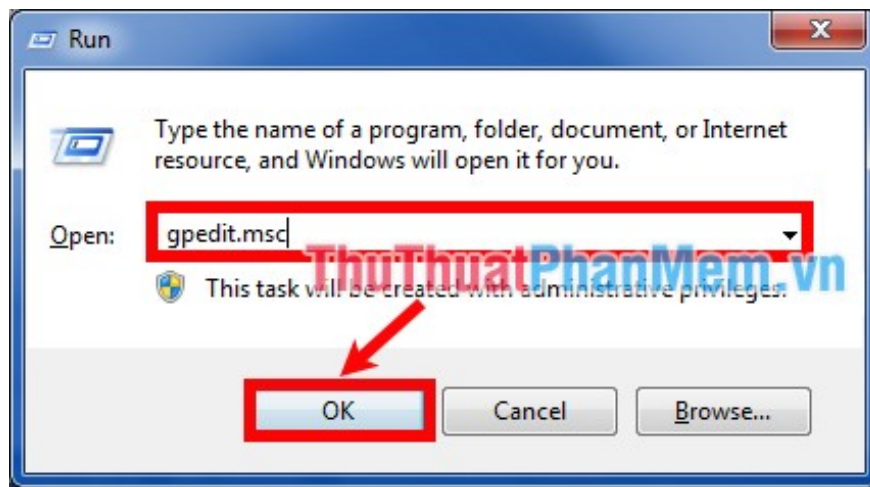 Run
Type the name of a program, folder, document, or Internet
resource, and Windows will open it for you.
Open: gpedit.msc
ThuThuatPhanMem.vn
This task will be created with administrative privileges.
OK Cancel Browse...